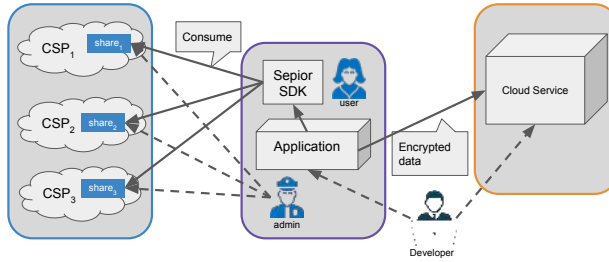 CSP1
share1
CSP2
share2
CSP3
share3
Consume
Sepior
SDK
user
Application
admin
Encrypted
data
Developer
Cloud Service